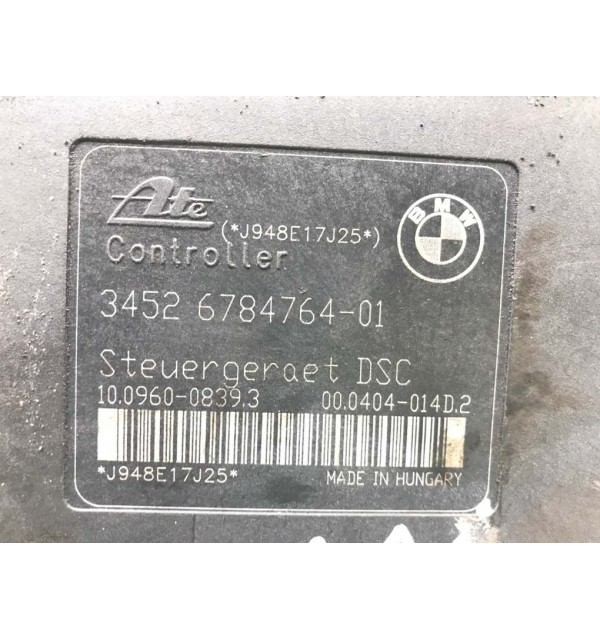 Ate
(*J948E17J25*)
BMW
Controller
3452 6784764-01
Steuergeraet DSC
10.0960-0839.3 00.0404-014D.2
*J948E17J25* MADE IN HUNGARY